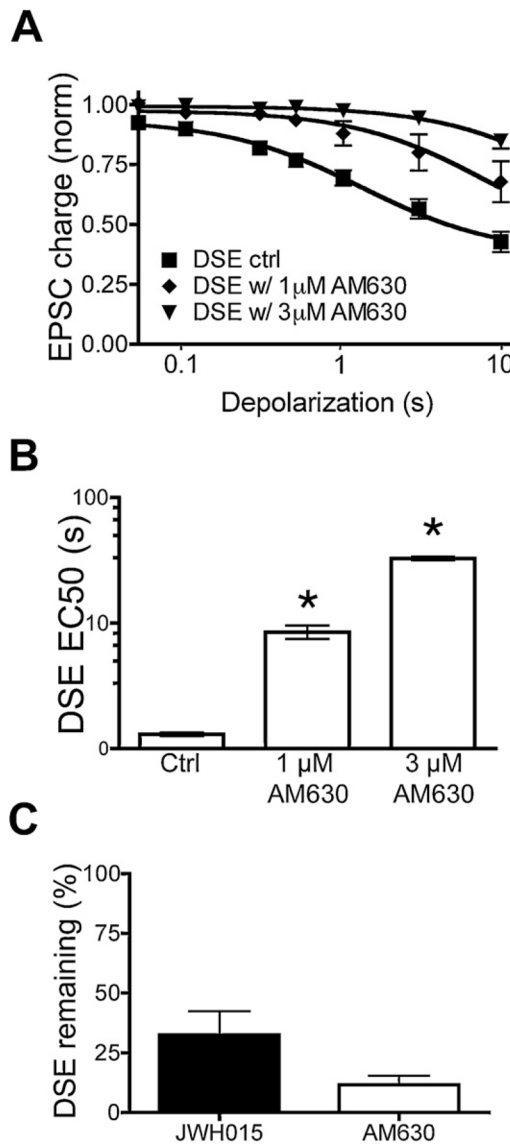 A
EPSC charge (norm)
1.00
0.75
0.50
0.25
0.00
DSE ctrl
DSE w/ 1μM AM630
DSE w/ 3μM AM630
0.1
1
10
Depolarization (s)
B
DSE EC50 (s)
100
10
0
*
*
Ctrl
1 µM
AM630
3 µM
AM630
C
DSE remaining (%)
100
75
50
25
0
JWH015
AM630